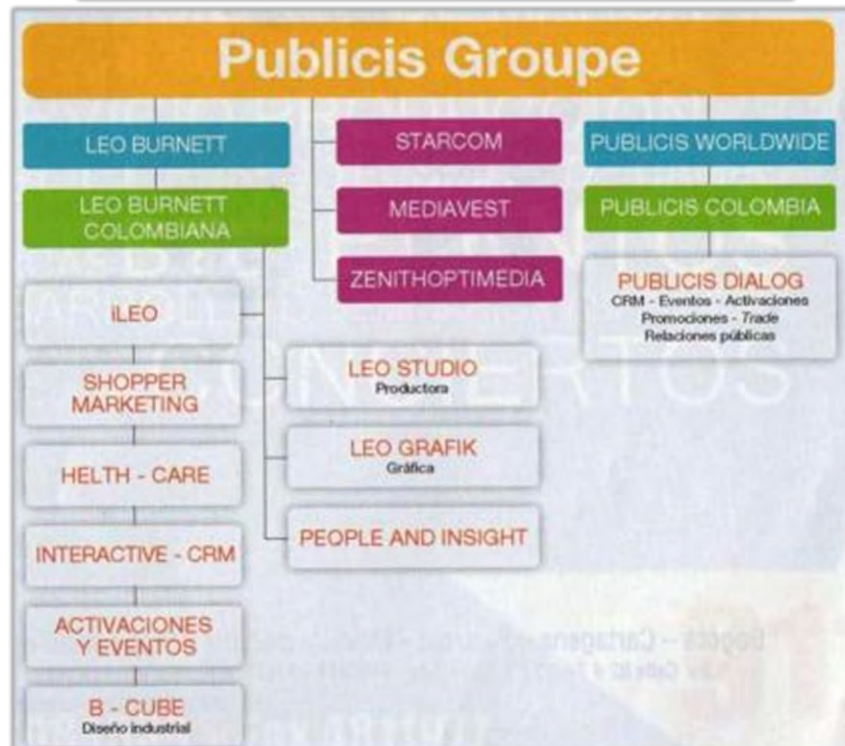 Publicis Groupe
LEO BURNETT
LEO BURNETT
COLOMBIANA
iLEO
SHOPPER
MARKETING
HELTH - CARE
INTERACTIVE - CRM
ACTIVACIONES
Y EVENTOS
B - CUBE
Diseño industrial
STARCOM
MEDIAVEST
ZENITHOPTIMEDIA
LEO STUDIO
Productora
LEO GRAFIK
Gráfica
PEOPLE AND INSIGHT
PUBLICIS WORLDWIDE
PUBLICIS COLOMBIA
PUBLICIS DIALOG
CRM - Eventos - Activaciones
Promociones - Trade
Relaciones públicas